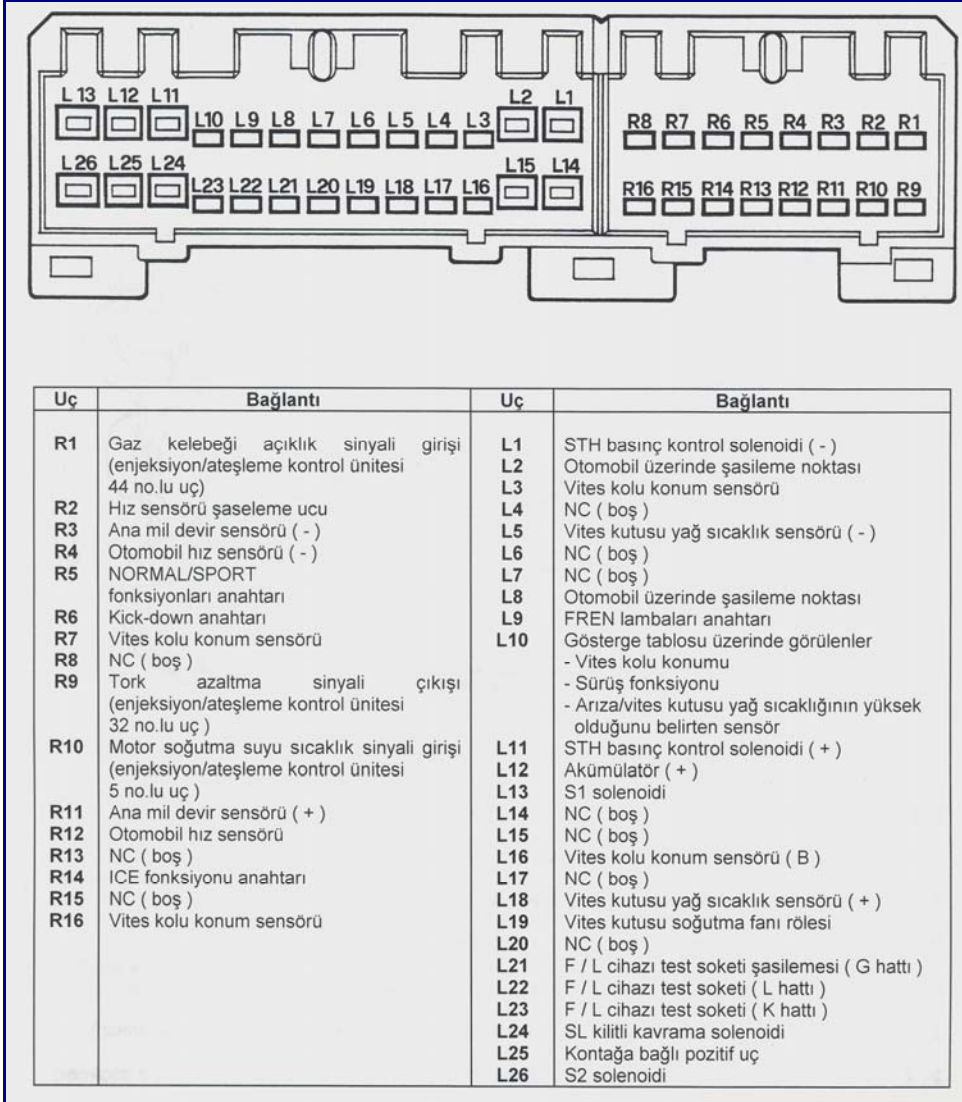 L13 L12 L11 L10 L9 L8 L7 L6 L5 L4 L3 L2 L1
R8 R7 R6 R5 R4 R3 R2 R1
L26 L25 L24 L23 L22 L21 L20 L19 L18 L17 L16 L15 L14
R16 R15 R14 R13 R12 R11 R10 R9
Uç Bağlantı
R1 Gaz kelebeği açıklık sinyali girişi
(enjeksiyon/ateşleme kontrol ünitesi
44 no.lu uç)
R2 Hız sensörü şaseleme ucu
R3 Ana mil devir sensörü ( - )
R4 Otomobil hız sensörü ( - )
R5 NORMAL/SPORT
fonksiyonları anahtarı
R6 Kick-down anahtarı
R7 Vites kolu konum sensörü
R8 NC ( boş )
R9 Tork azaltma sinyali çıkışı
(enjeksiyon/ateşleme kontrol ünitesi
32 no.lu uç )
R10 Motor soğutma suyu sıcaklık sinyali girişi
(enjeksiyon/ateşleme kontrol ünitesi
5 no.lu uç )
R11 Ana mil devir sensörü ( + )
R12 Otomobil hız sensörü
R13 NC ( boş )
R14 ICE fonksiyonu anahtarı
R15 NC ( boş )
R16 Vites kolu konum sensörü
Uç Bağlantı
L1 STH basınç kontrol solenoidi ( - )
L2 Otomobil üzerinde şasileme noktası
L3 Vites kolu konum sensörü
L4 NC ( boş )
L5 Vites kutusu yağ sıcaklık sensörü ( - )
L6 NC ( boş )
L7 NC ( boş )
L8 Otomobil üzerinde şasileme noktası
L9 FREN lambaları anahtarı
L10 Gösterge tablosu üzerinde görülenler
- Vites kolu konumu
- Sürüş fonksiyonu
- Arıza/vites kutusu yağ sıcaklığının yüksek
olduğunu belirten sensör
L11 STH basınç kontrol solenoidi ( + )
L12 Akümülatör ( + )
L13 S1 solenoidi
L14 NC ( boş )
L15 NC ( boş )
L16 Vites kolu konum sensörü ( B )
L17 NC ( boş )
L18 Vites kutusu yağ sıcaklık sensörü ( + )
L19 Vites kutusu soğutma fanı rölesi
L20 NC ( boş )
L21 F / L cihazı test soketi şasilemesi ( G hattı )
L22 F / L cihazı test soketi ( L hattı )
L23 F / L cihazı test soketi ( K hattı )
L24 SL kilitli kavrama solenoidi
L25 Kontağa bağlı pozitif uç
L26 S2 solenoidi